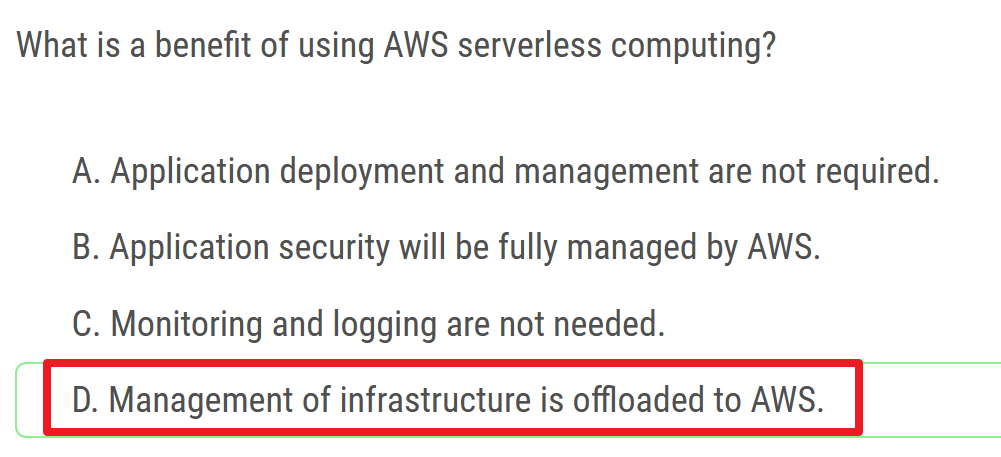 What is a benefit of using AWS serverless computing?
A. Application deployment and management are not required.
B. Application security will be fully managed by AWS.
C. Monitoring and logging are not needed.
D. Management of infrastructure is offloaded to AWS.